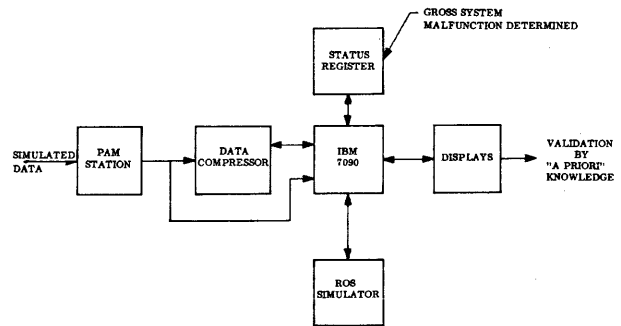 GROSS SYSTEM
MALFUNCTION DETERMINED
STATUS
REGISTER
SIMULATED
DATA
PAM
STATION
DATA
COMPRESSOR
IBM
7090
DISPLAYS
VALIDATION
BY
"A PRIORI"
KNOWLEDGE
ROS
SIMULATOR